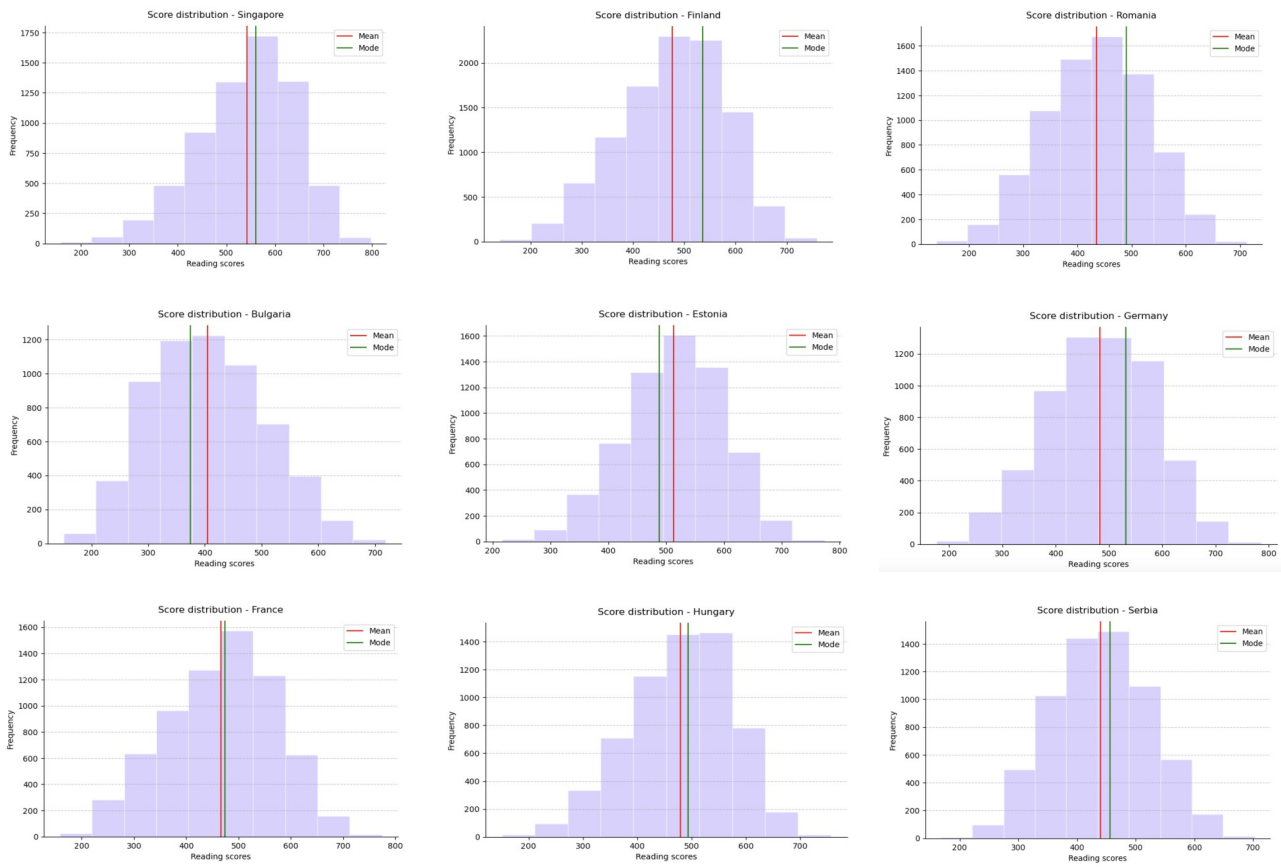 Score distribution - Singapore
Mean
Mode
1750
1500
1250
1000
750
500
250
0
Frequency
200 300 400 500 600 700 800
Reading scores
Score distribution - Finland
Mean
Mode
2000
1500
1000
500
0
Frequency
200 300 400 500 600 700
Reading scores
Score distribution - Romania
Mean
Mode
1600
1400
1200
1000
800
600
400
200
0
Frequency
200 300 400 500 600 700
Reading scores
Score distribution - Bulgaria
Mean
Mode
1200
1000
800
600
400
200
0
Frequency
200 300 400 500 600 700
Reading scores
Score distribution - Estonia
Mean
Mode
1600
1400
1200
1000
800
600
400
200
0
Frequency
200 300 400 500 600 700 800
Reading scores
Score distribution - Germany
Mean
Mode
1200
1000
800
600
400
200
0
Frequency
200 300 400 500 600 700 800
Reading scores
Score distribution - France
Mean
Mode
1600
1400
1200
1000
800
600
400
200
0
Frequency
200 300 400 500 600 700 800
Reading scores
Score distribution - Hungary
Mean
Mode
1400
1200
1000
800
600
400
200
0
Frequency
200 300 400 500 600 700
Reading scores
Score distribution - Serbia
Mean
Mode
1400
1200
1000
800
600
400
200
0
Frequency
200 300 400 500 600 700
Reading scores